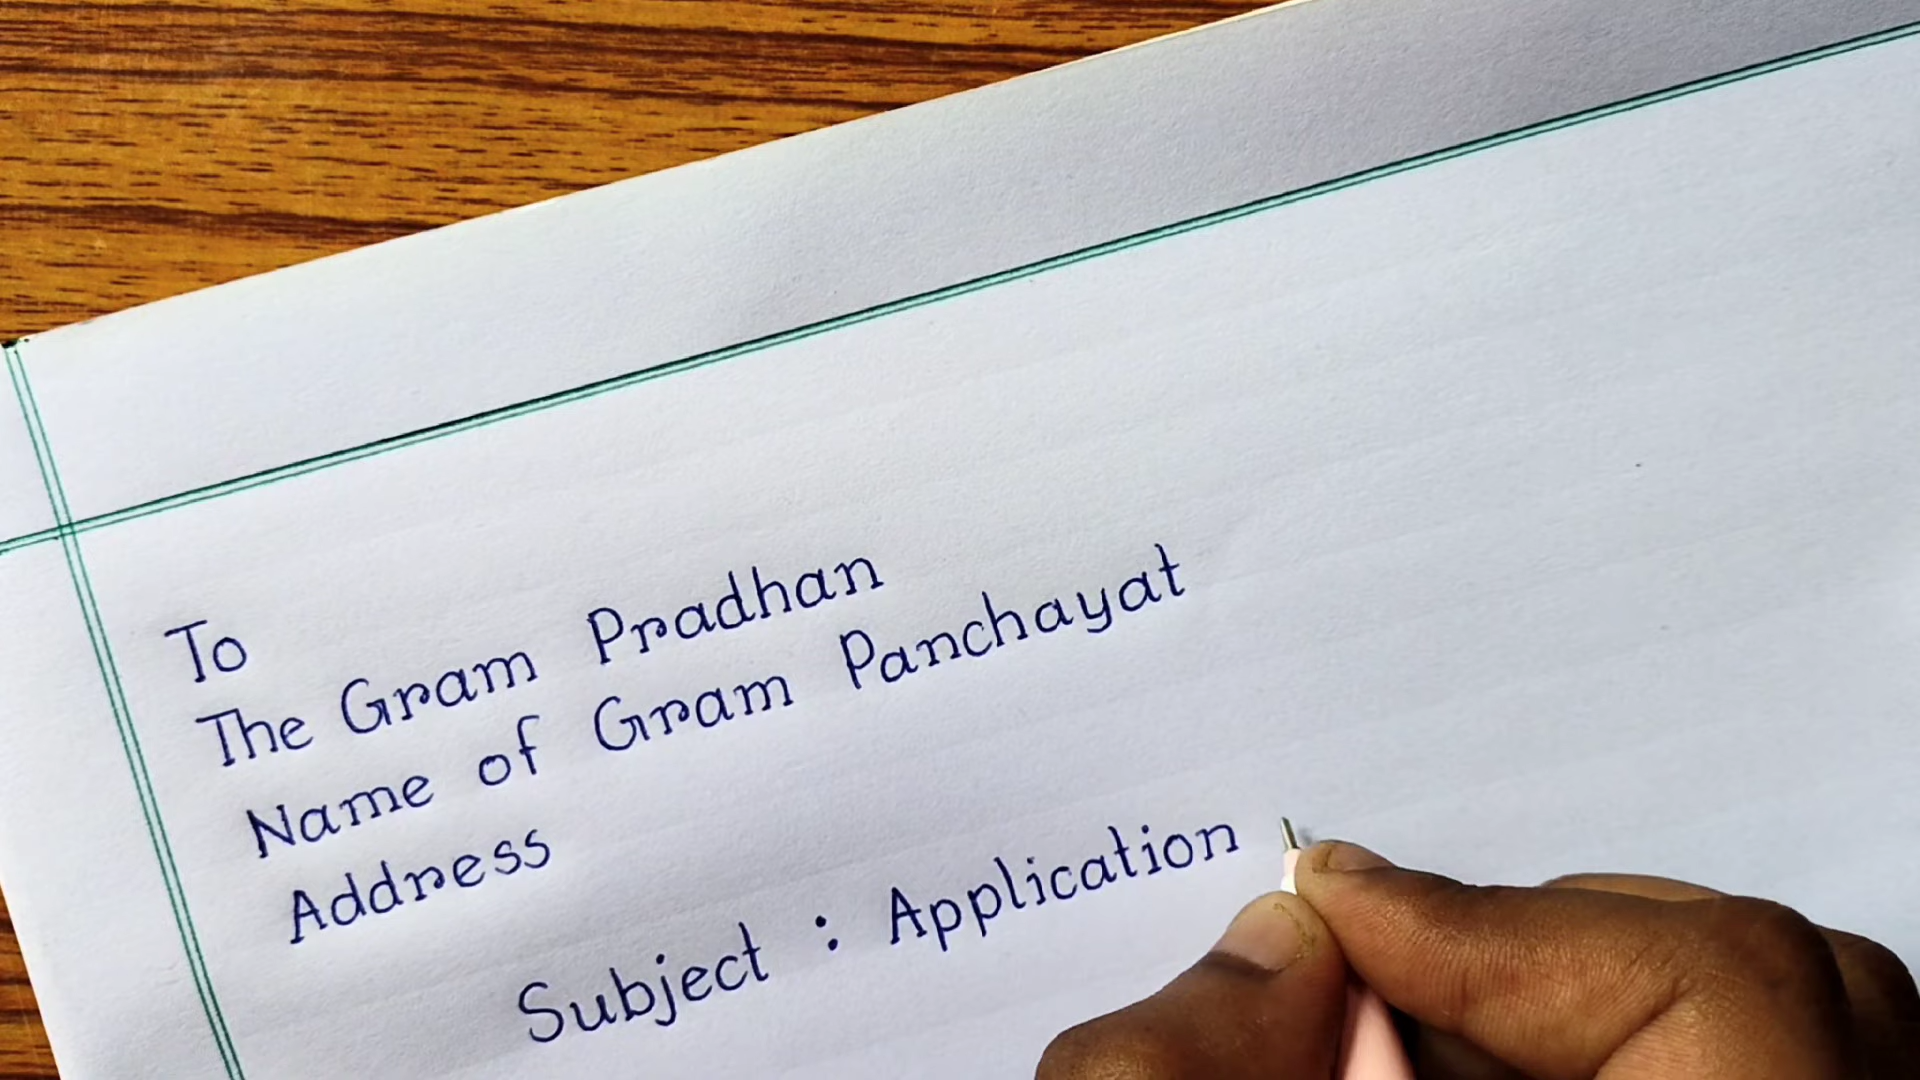 To
The Gram Pradhan
Name of Gram Panchayat
Address
Subject : Application